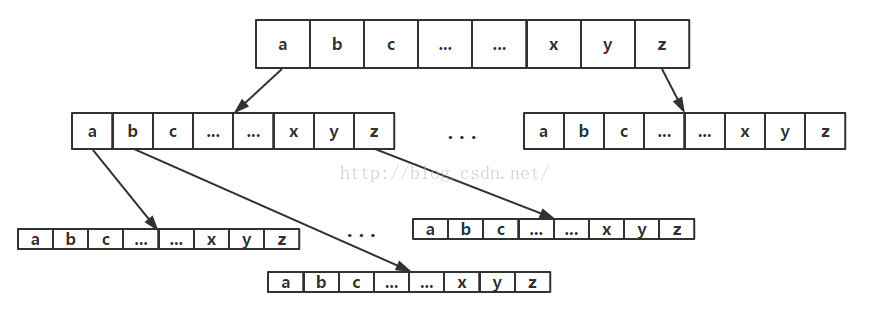 a b c ... ... x y z
a b c ... ... x y z ... a b c ... ... x y z
http://blog.csdn.net/
a b c ... ... x y z ... a b c ... ... x y z
a b c ... ... x y z